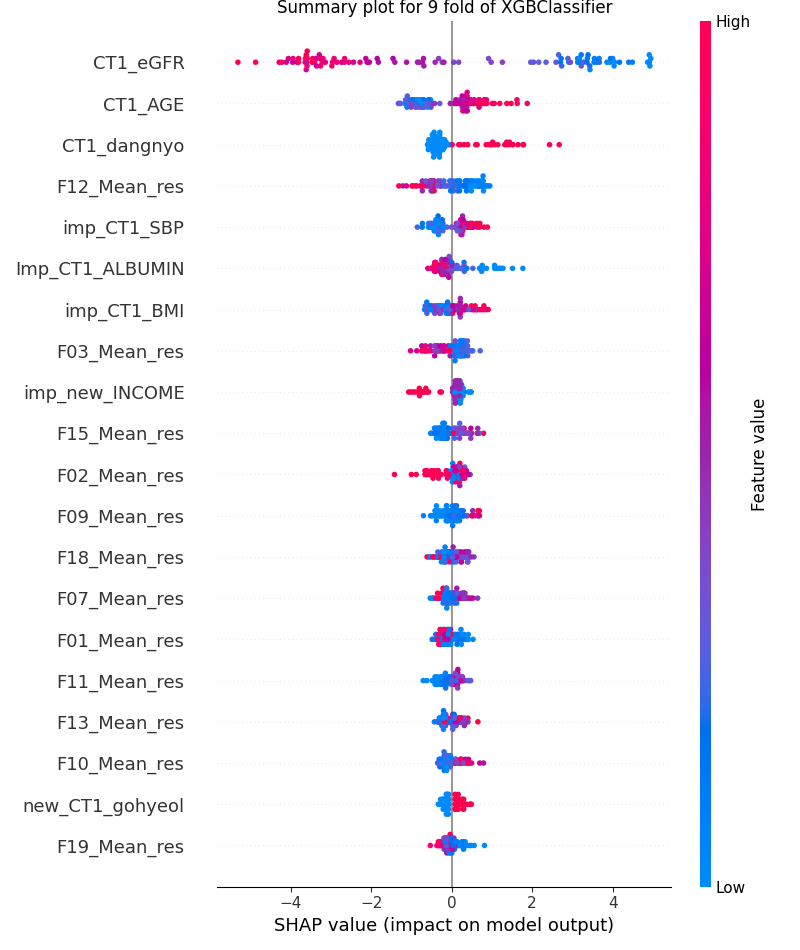 Summary plot for 9 fold of XGBClassifier
High
CT1_eGFR
CT1_AGE
CT1_dangnyo
F12_Mean_res
imp_CT1_SBP
Imp_CT1_ALBUMIN
imp_CT1_BMI
F03_Mean_res
imp_new_INCOME
F15_Mean_res
F02_Mean_res
F09_Mean_res
F18_Mean_res
F07_Mean_res
F01_Mean_res
F11_Mean_res
F13_Mean_res
F10_Mean_res
new_CT1_gohyeol
F19_Mean_res
Feature value
Low
−4 −2 0 2 4
SHAP value (impact on model output)